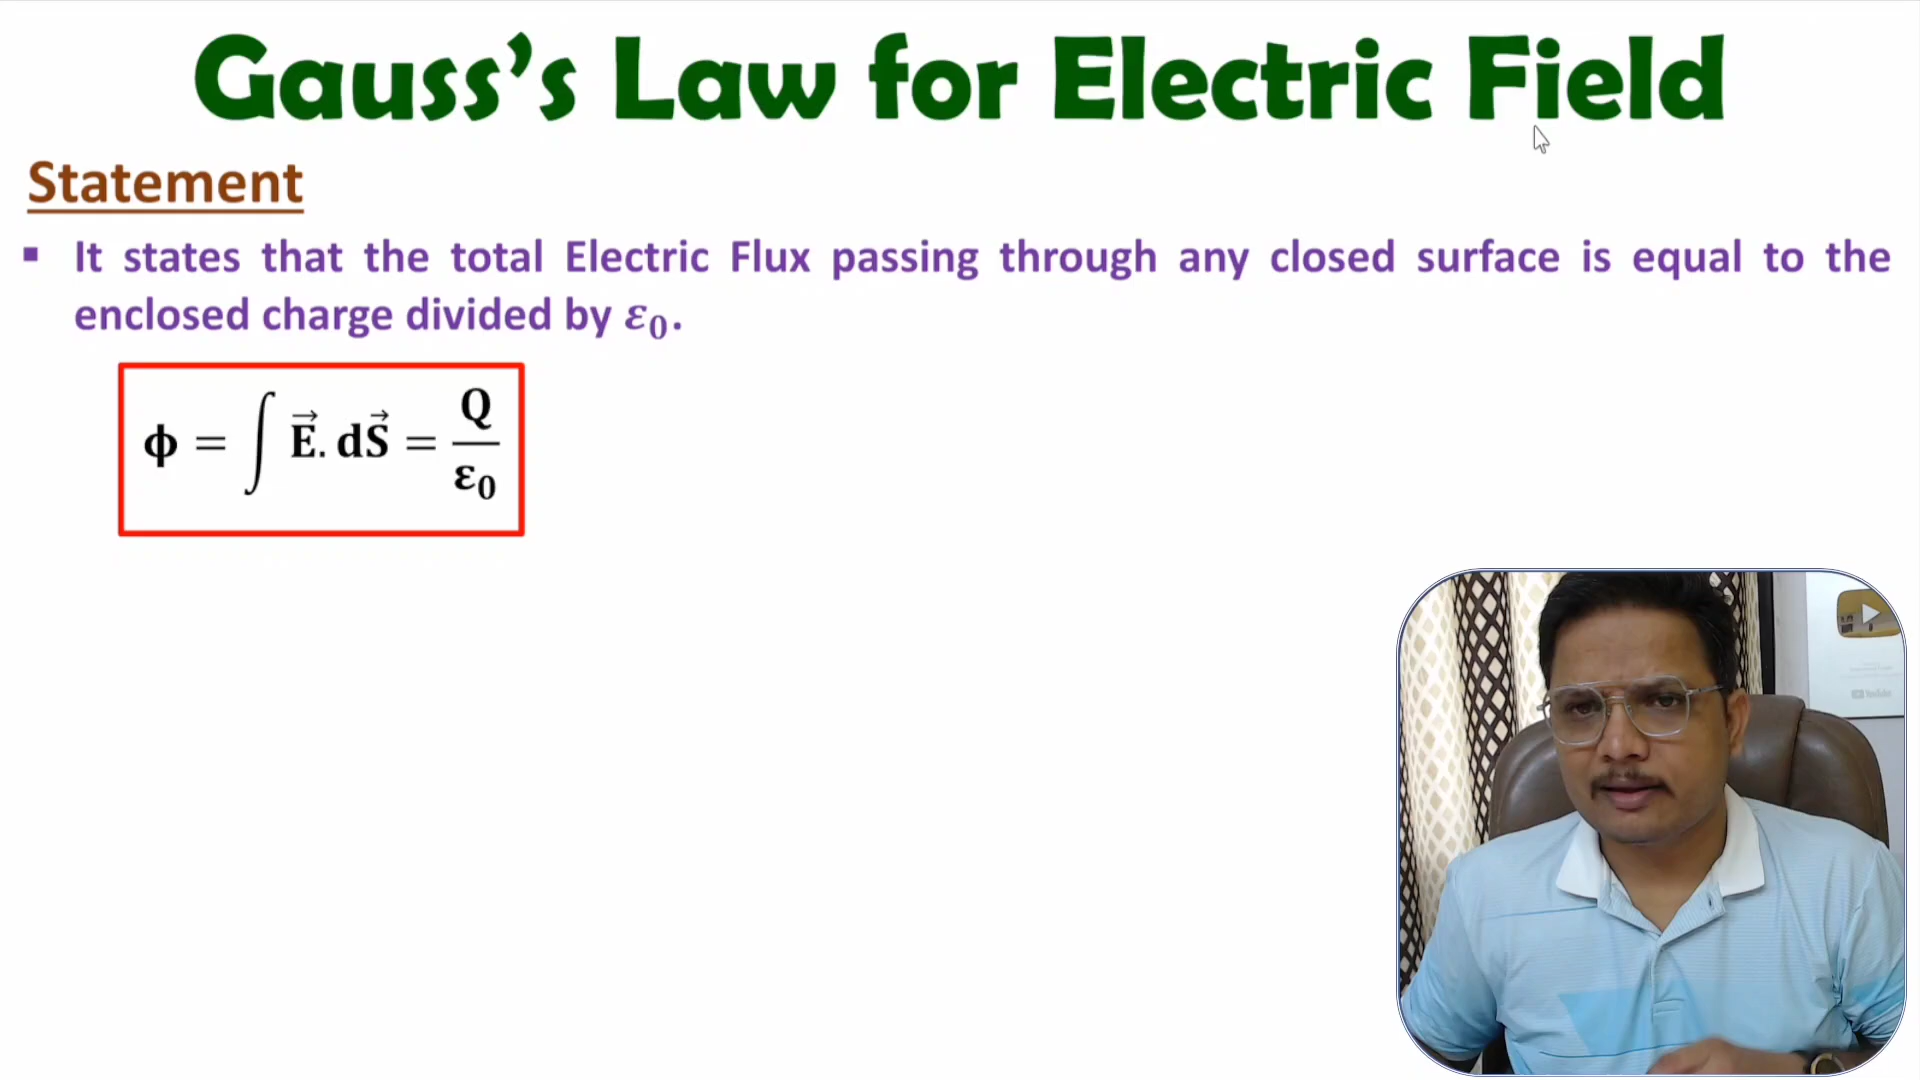 Gauss’s Law for Electric Field
Statement
▪ It states that the total Electric Flux passing through any closed surface is equal to the
enclosed charge divided by ε₀.
ϕ = ∫ E⃗. dS⃗ = Q/ε₀
YouTube